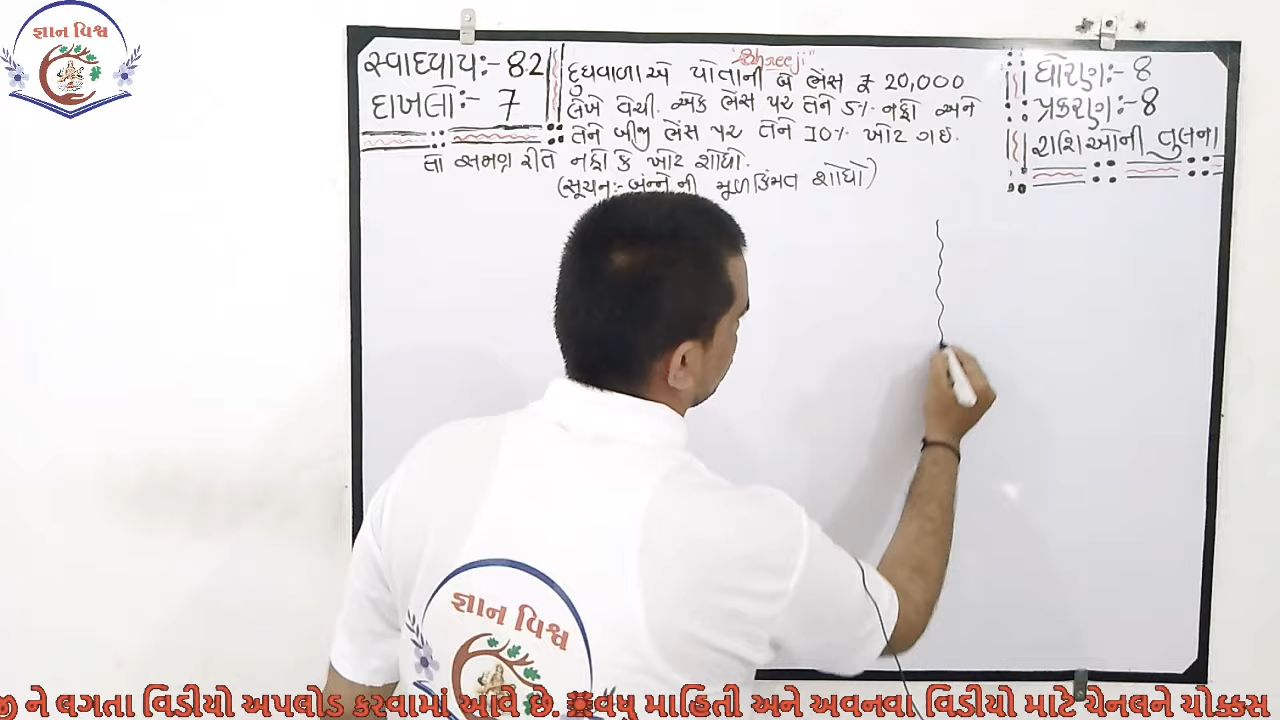 જ્ઞાન વિશ્વ
સ્વાધ્યાય:- 8.2
દાખલો:- 7
"Shreeji"
દુધવાળા એ પોતાની બે ભેંસ ₹ 20,000
લેખે વેચી. એક ભેંસ પર તેને 5% નફો અને
તેને બીજી ભેંસ પર તેને 10% ખોટ ગઈ.
તો સમગ્ર રીતે નફો કે ખોટ શોધો.
(સૂચન:- બંન્ને ની મૂળકિંમત શોધો)
ધોરણ:- 8
પ્રકરણ:- 8
રાશિઓની તુલના
જ્ઞાન વિશ્વ
ને લગતા વિડીયો અપલોડ કરવામાં આવે છે. વધુ માહિતી અને અવનવા વિડીયો માટે ચેનલને ચોક્કસ